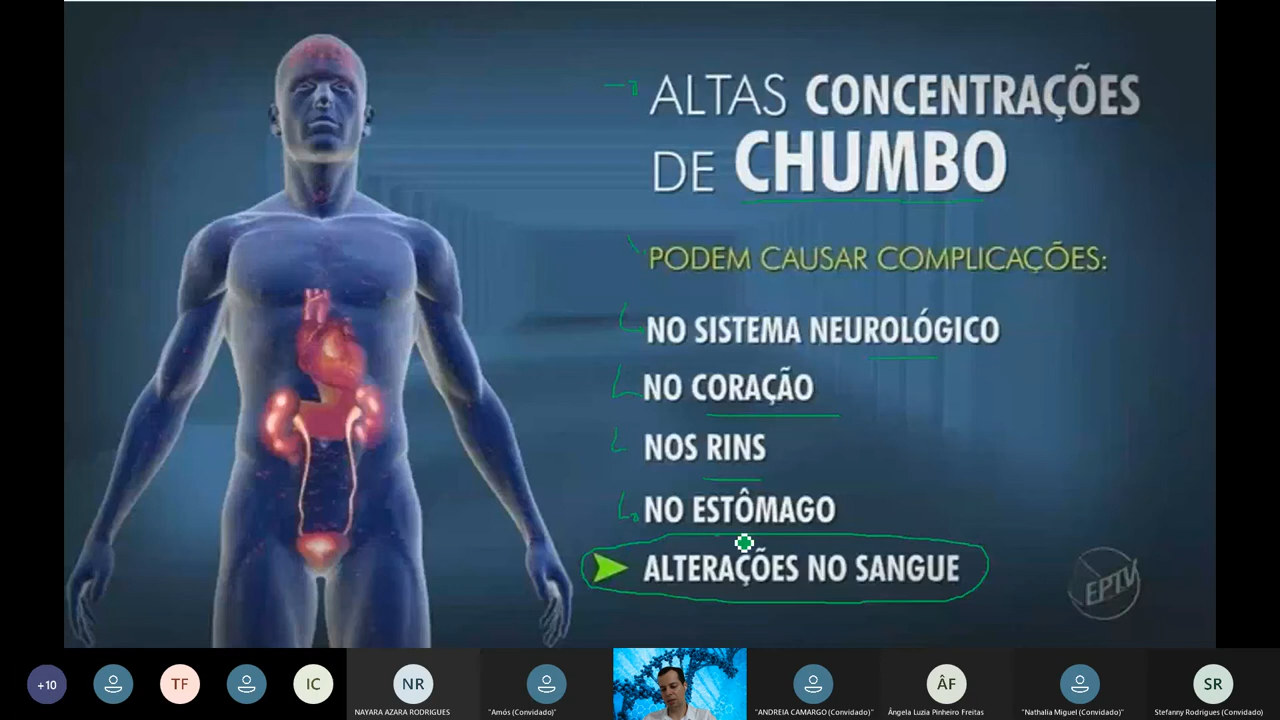 ALTAS CONCENTRAÇÕES
DE CHUMBO
PODEM CAUSAR COMPLICAÇÕES:
NO SISTEMA NEUROLÓGICO
NO CORAÇÃO
NOS RINS
NO ESTÔMAGO
ALTERAÇÕES NO SANGUE
EPTV
+10
TF
IC
NR
ÂF
SR
NAYARA AZARA RODRIGUES
"Amós (Convidado)"
"ANDREIA CAMARGO (Convidado)"
Ângela Luzia Pinheiro Freitas
"Nathalia Miguel (Convidado)"
Stefanny Rodrigues (Convidado)